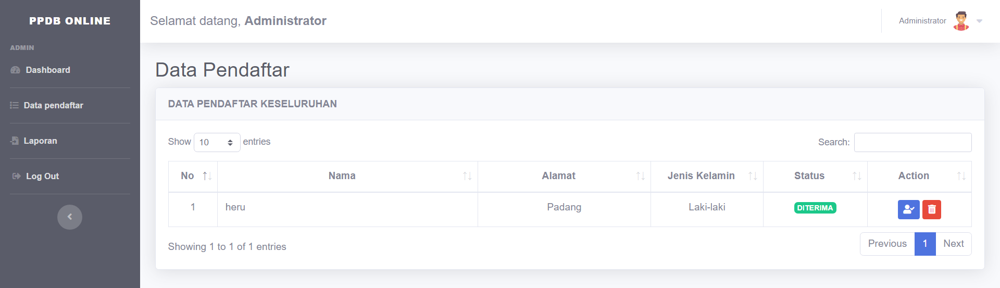 PPDB ONLINE
ADMIN
Dashboard
Data pendaftar
Laporan
Log Out
Selamat datang, Administrator
Administrator
Data Pendaftar
DATA PENDAFTAR KESELURUHAN
Show 10 entries
Search:
No Nama Alamat Jenis Kelamin Status Action
1 heru Padang Laki-laki DITERIMA
Showing 1 to 1 of 1 entries
Previous 1 Next